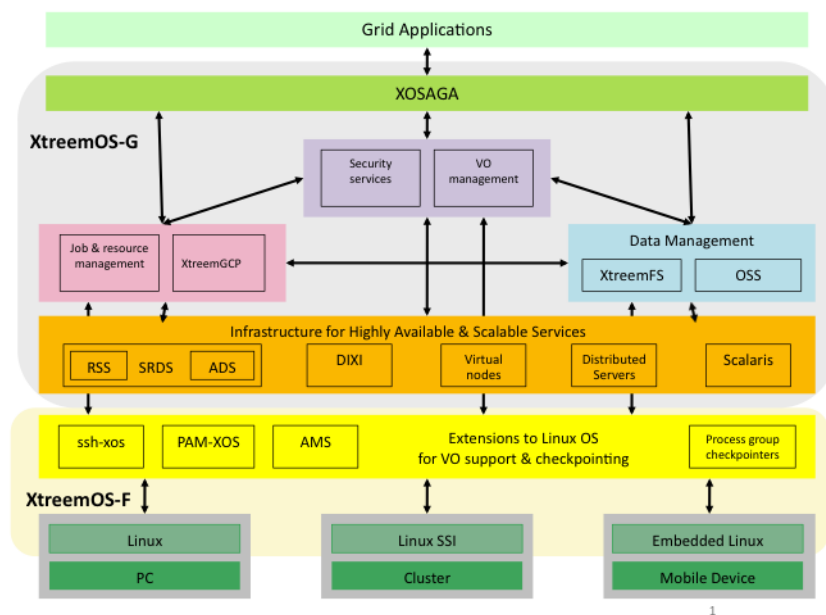 Grid Applications
XOSAGA
XtreemOS-G
Security
services
VO
management
Job & resource
management
XtreemGCP
Data Management
XtreemFS
OSS
Infrastructure for Highly Available & Scalable Services
RSS
SRDS
ADS
DIXI
Virtual
nodes
Distributed
Servers
Scalaris
ssh-xos
PAM-XOS
AMS
Extensions to Linux OS
for VO support & checkpointing
Process group
checkpointers
XtreemOS-F
Linux
PC
Linux SSI
Cluster
Embedded Linux
Mobile Device
1